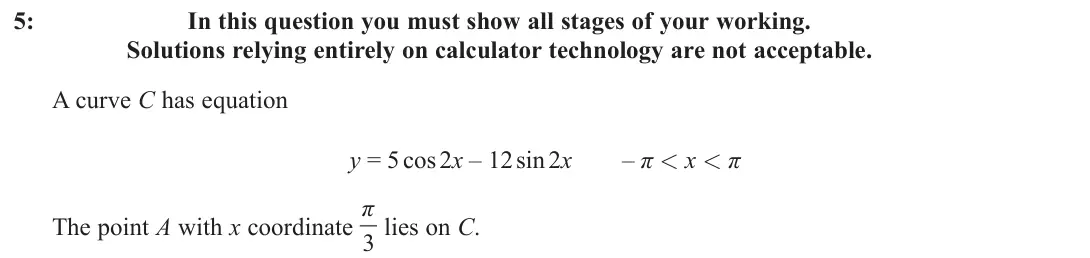 5: In this question you must show all stages of your working.
Solutions relying entirely on calculator technology are not acceptable.
A curve C has equation
y = 5 cos 2x – 12 sin 2x – π < x < π
The point A with x coordinate π/3 lies on C.